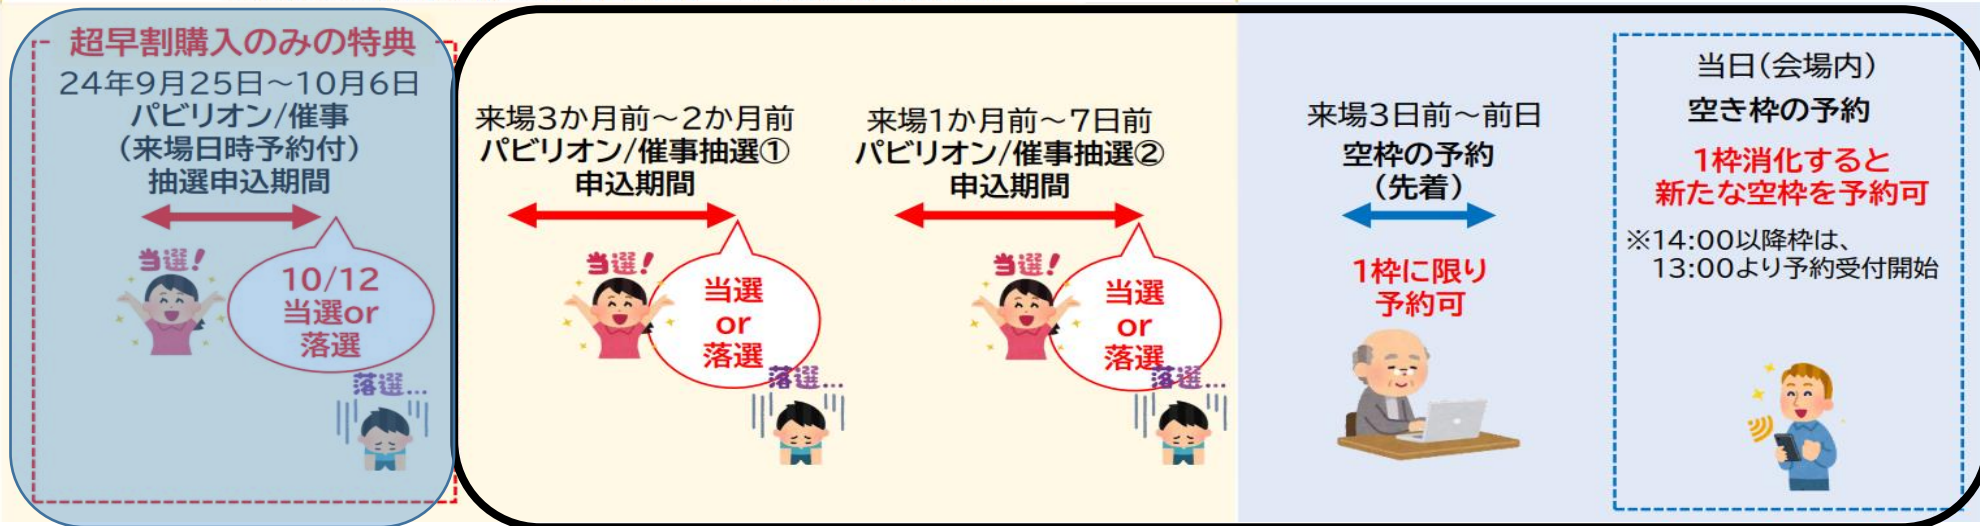 超早割購入のみの特典
24年9月25日～10月6日
パビリオン/催事
（来場日時予約付）
抽選申込期間
当選！
10/12
当選or
落選
落選…
来場3か月前～2か月前
パビリオン/催事抽選①
申込期間
当選！
当選
or
落選
落選…
来場1か月前～7日前
パビリオン/催事抽選②
申込期間
当選！
当選
or
落選
落選…
来場3日前～前日
空枠の予約
（先着）
1枠に限り
予約可
当日（会場内）
空き枠の予約
1枠消化すると
新たな空枠を予約可
※14:00以降枠は、
13:00より予約受付開始